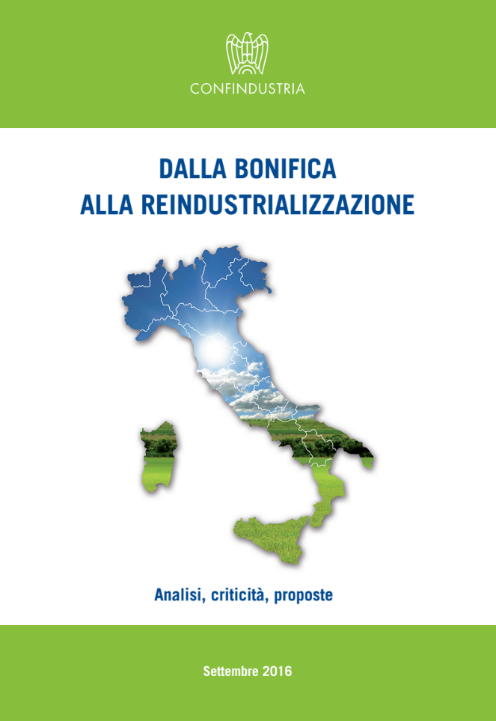 CONFINDUSTRIA
DALLA BONIFICA
ALLA REINDUSTRIALIZZAZIONE
Analisi, criticità, proposte
Settembre 2016